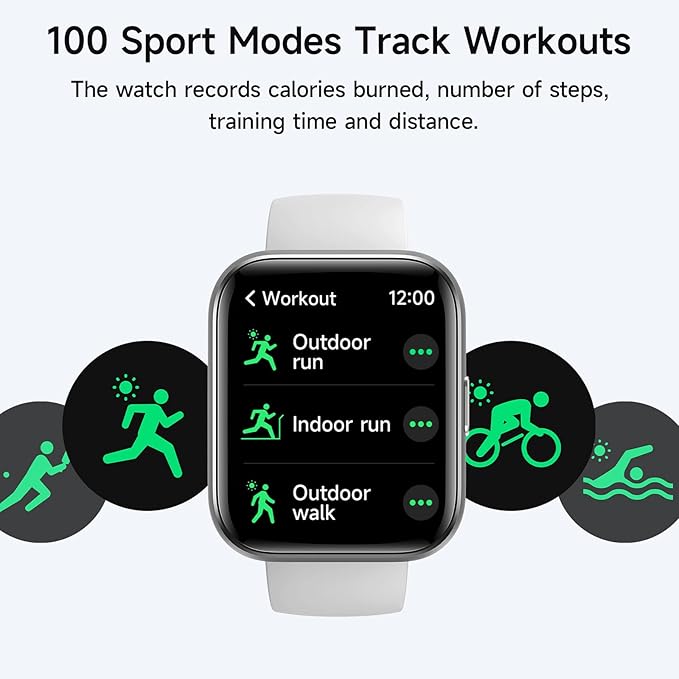 100 Sport Modes Track Workouts
The watch records calories burned, number of steps,
training time and distance.
Workout 12:00
Outdoor
run
Indoor run
Outdoor
walk